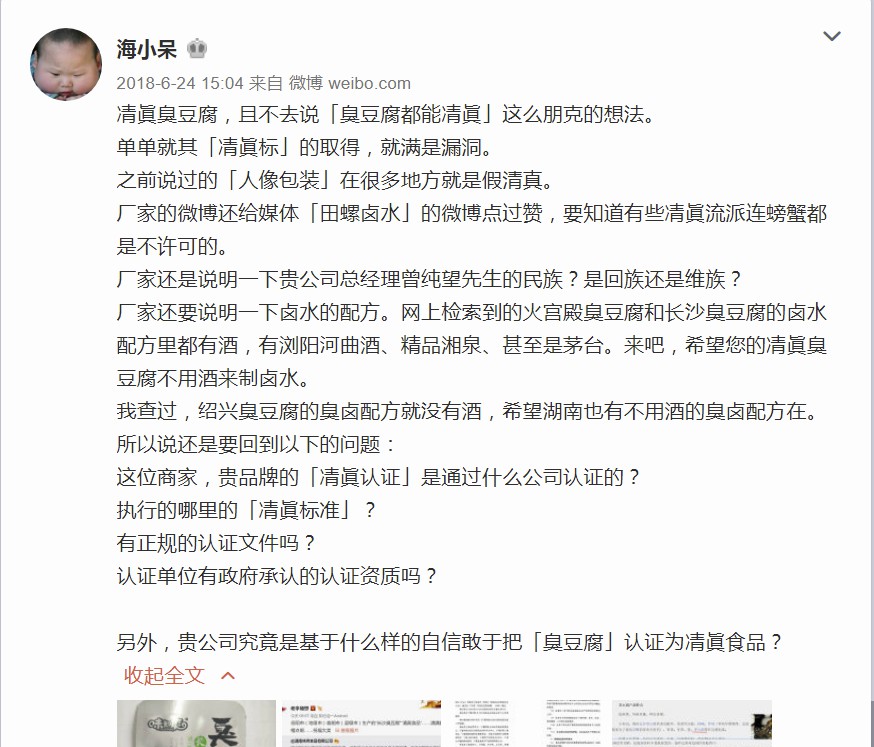 海小呆
2018-6-24 15:04 来自 微博 weibo.com
凊眞臭豆腐，且不去说「臭豆腐都能凊眞」这么朋克的想法。
单单就其「凊眞标」的取得，就满是漏洞。
之前说过的「人像包装」在很多地方就是假清真。
厂家的微博还给媒体「田螺卤水」的微博点过赞，要知道有些凊眞流派连螃蟹都
是不许可的。
厂家还是说明一下贵公司总经理曾纯望先生的民族？是回族还是维族？
厂家还要说明一下卤水的配方。网上检索到的火宫殿臭豆腐和长沙臭豆腐的卤水
配方里都有酒，有浏阳河曲酒、精品湘泉、甚至是茅台。来吧，希望您的凊眞臭
豆腐不用酒来制卤水。
我查过，绍兴臭豆腐的臭卤配方就没有酒，希望湖南也有不用酒的臭卤配方在。
所以说还是要回到以下的问题：
这位商家，贵品牌的「凊眞认证」是通过什么公司认证的？
执行的哪里的「凊眞标准」？
有正规的认证文件吗？
认证单位有政府承认的认证资质吗？
另外，贵公司究竟是基于什么样的自信敢于把「臭豆腐」认证为凊眞食品？
收起全文